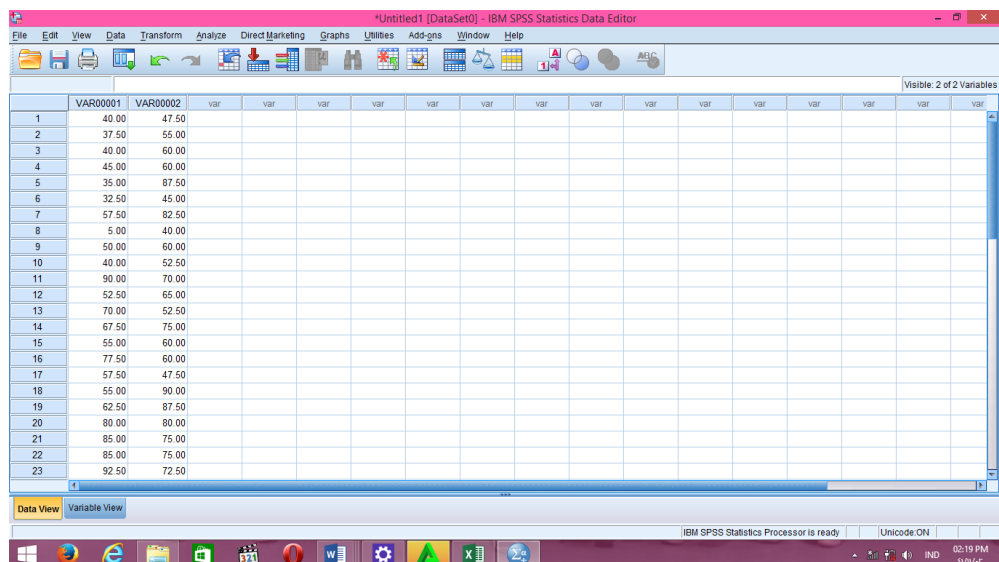 *Untitled1 [DataSet0] - IBM SPSS Statistics Data Editor
File Edit View Data Transform Analyze Direct Marketing Graphs Utilities Add-ons Window Help
Visible: 2 of 2 Variables
VAR00001 VAR00002 var var var var var var var var var var var var var var
1 40.00 47.50
2 37.50 55.00
3 40.00 60.00
4 45.00 60.00
5 35.00 87.50
6 32.50 45.00
7 57.50 82.50
8 5.00 40.00
9 50.00 60.00
10 40.00 52.50
11 90.00 70.00
12 52.50 65.00
13 70.00 52.50
14 67.50 75.00
15 55.00 60.00
16 77.50 60.00
17 57.50 47.50
18 55.00 90.00
19 62.50 87.50
20 80.00 80.00
21 85.00 75.00
22 85.00 75.00
23 92.50 72.50
Data View Variable View
IBM SPSS Statistics Processor is ready Unicode:ON
IND 02:19 PM